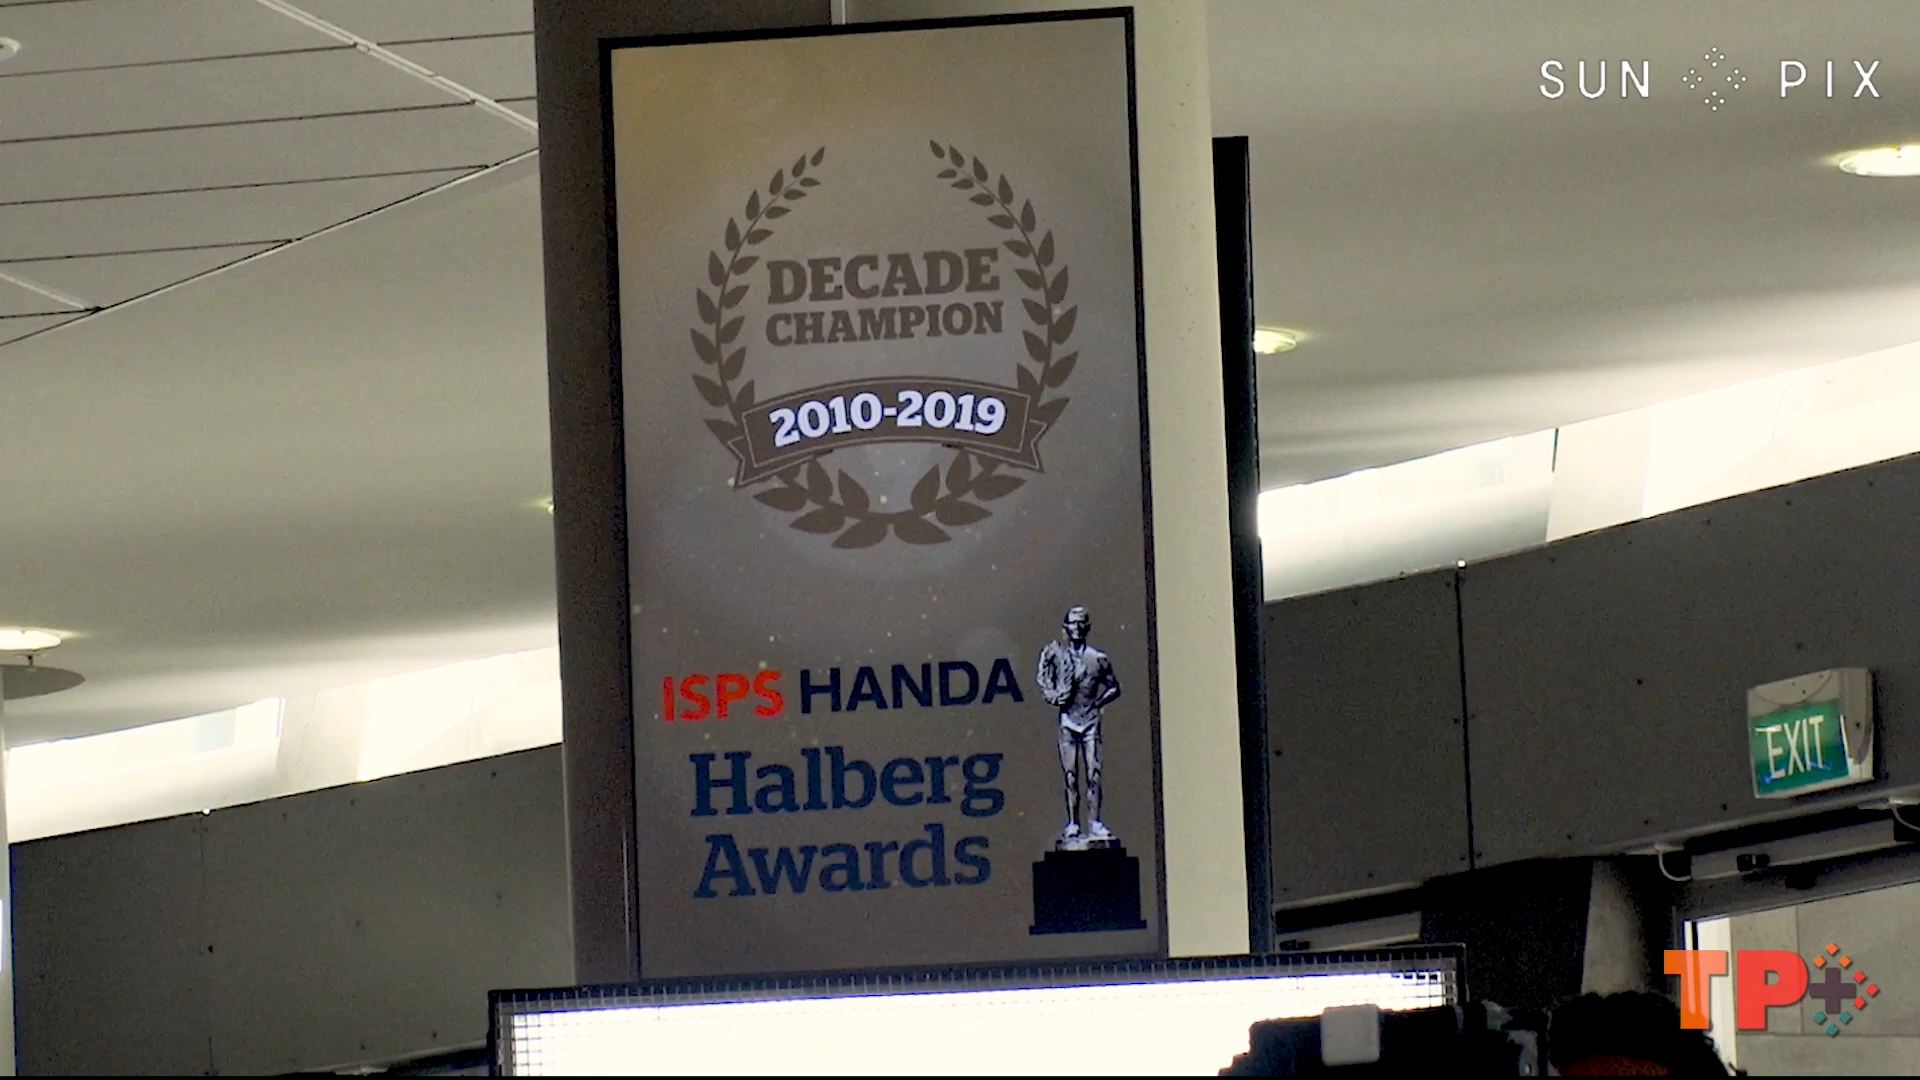 SUN PIX
DECADE
CHAMPION
2010-2019
ISPS HANDA
Halberg
Awards
EXIT
TP+